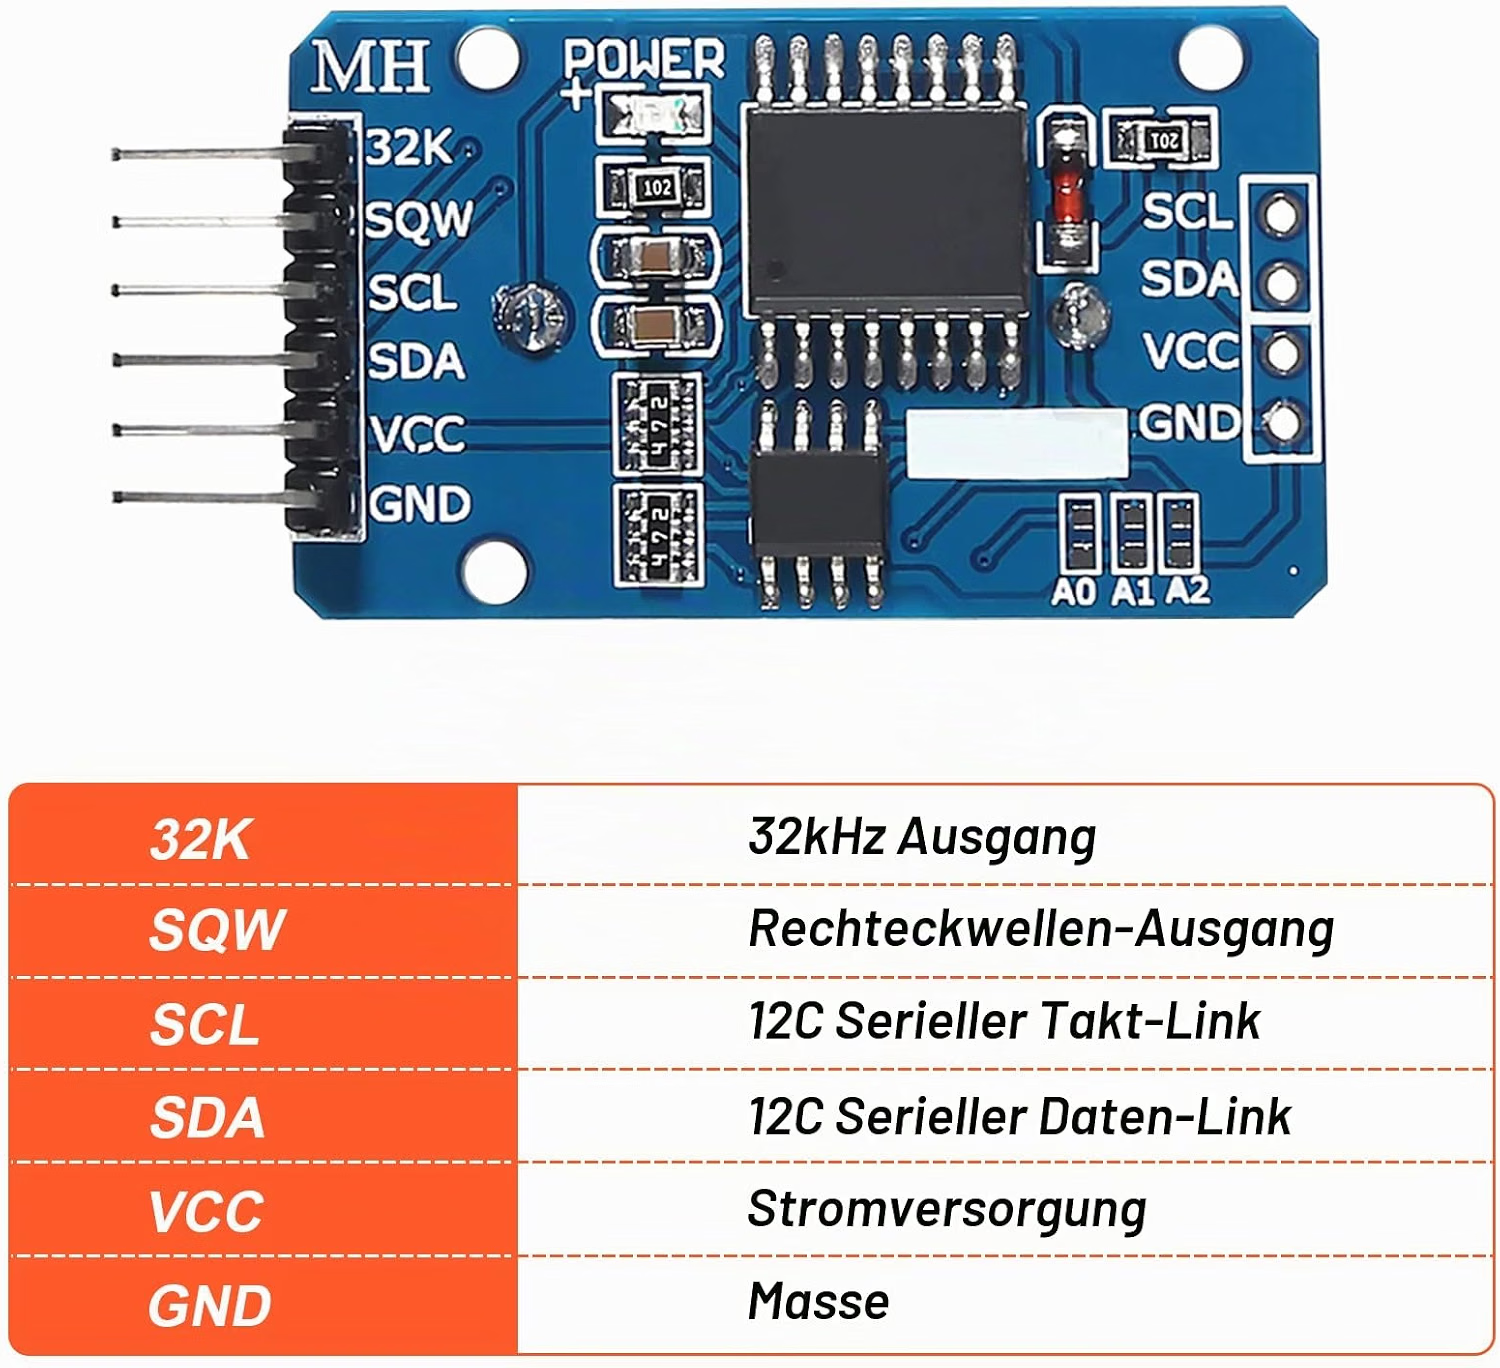 MH
POWER
+
32K
SQW
SCL
SDA
VCC
GND
102
472
472
201
SCL
SDA
VCC
GND
A0 A1 A2
32K 32kHz Ausgang
SQW Rechteckwellen-Ausgang
SCL 12C Serieller Takt-Link
SDA 12C Serieller Daten-Link
VCC Stromversorgung
GND Masse